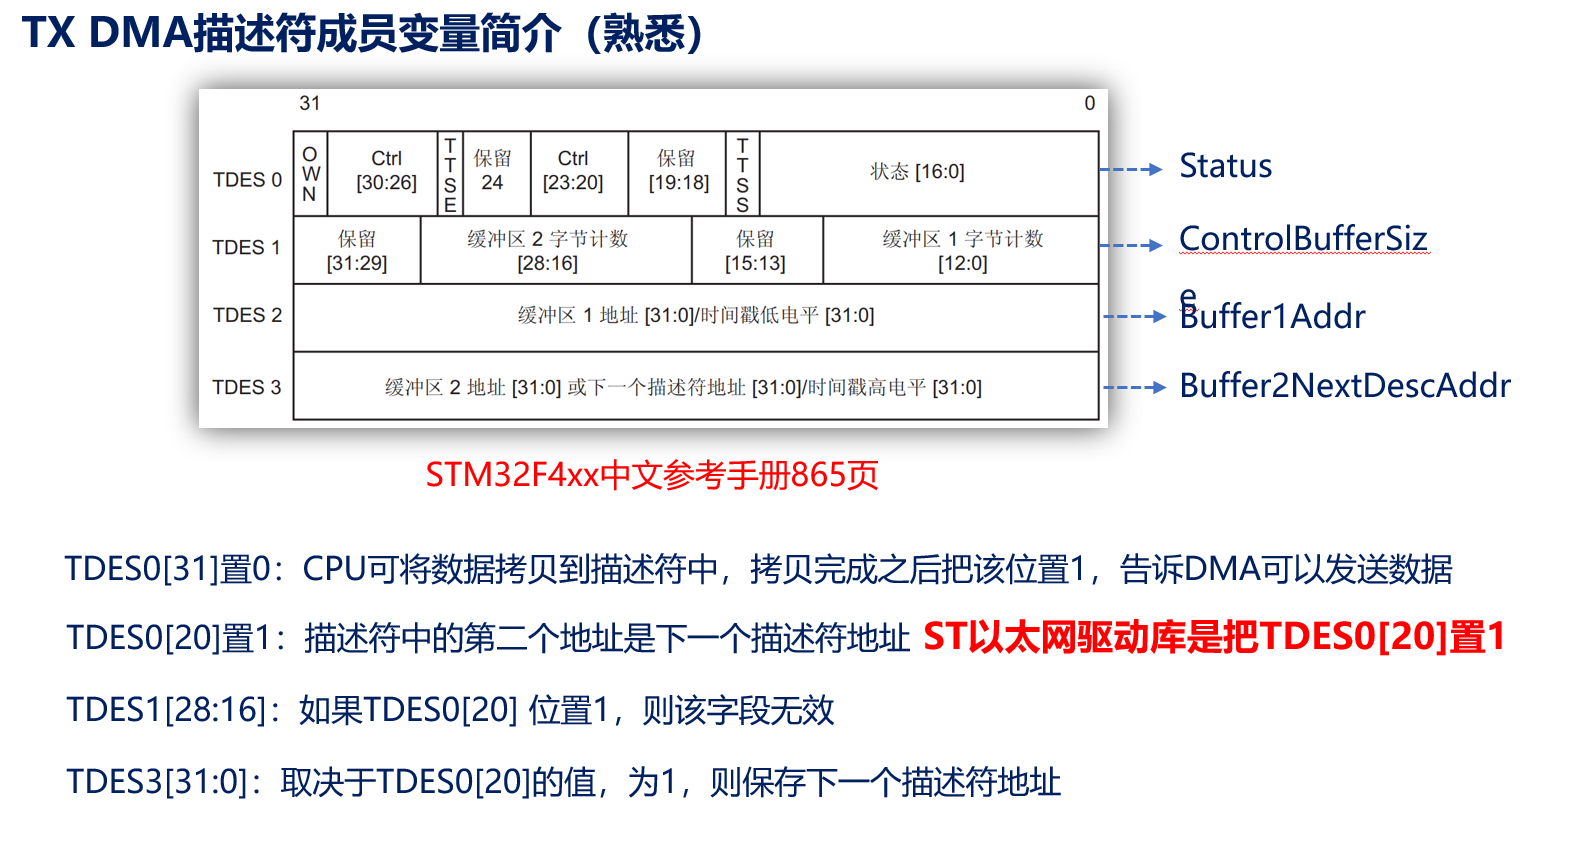 TX DMA描述符成员变量简介（熟悉）
31 0
TDES 0 OWN Ctrl [30:26] TTSE 保留 24 Ctrl [23:20] 保留 [19:18] TTSS 状态 [16:0] Status
TDES 1 保留 [31:29] 缓冲区 2 字节计数 [28:16] 保留 [15:13] 缓冲区 1 字节计数 [12:0] ControlBufferSiz
e
TDES 2 缓冲区 1 地址 [31:0]/时间戳低电平 [31:0] Buffer1Addr
TDES 3 缓冲区 2 地址 [31:0] 或下一个描述符地址 [31:0]/时间戳高电平 [31:0] Buffer2NextDescAddr
STM32F4xx中文参考手册865页
TDES0[31]置0：CPU可将数据拷贝到描述符中，拷贝完成之后把该位置1，告诉DMA可以发送数据
TDES0[20]置1：描述符中的第二个地址是下一个描述符地址 ST以太网驱动库是把TDES0[20]置1
TDES1[28:16]：如果TDES0[20] 位置1，则该字段无效
TDES3[31:0]：取决于TDES0[20]的值，为1，则保存下一个描述符地址